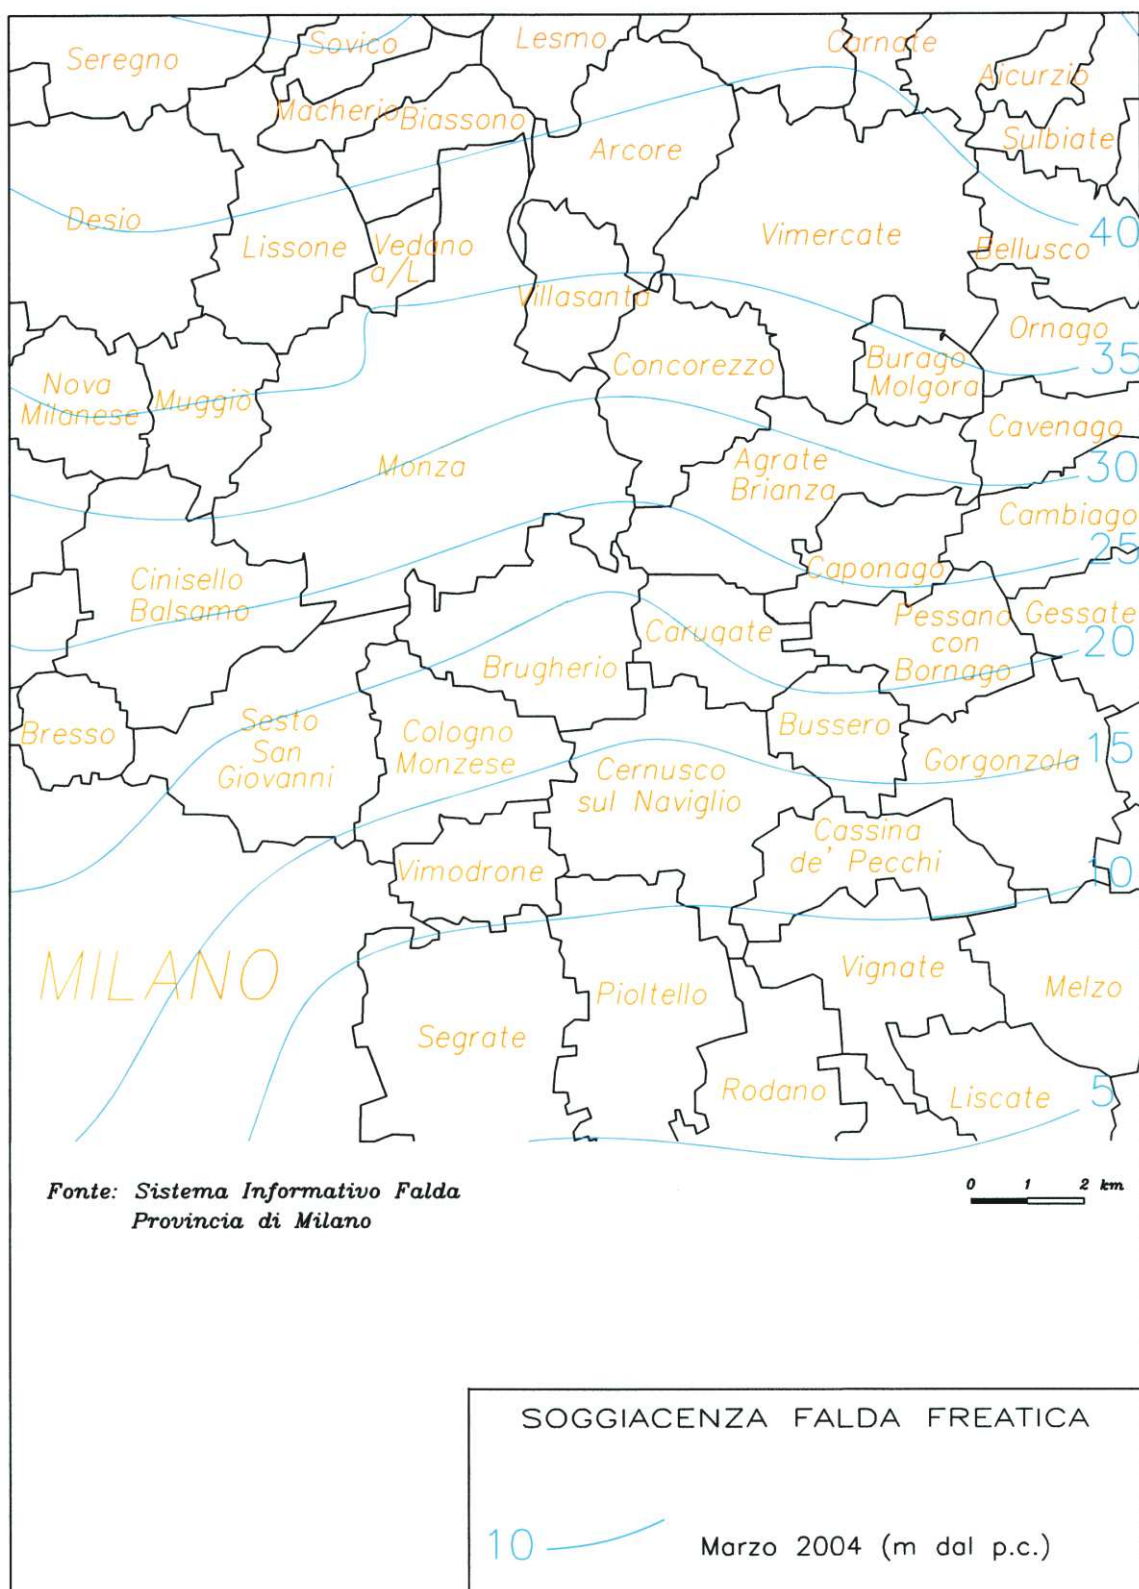 Sovico
Lesmo
Carnate
Seregno
Aicurzio
Macherio
Biassono
Sulbiate
Arcore
Desio
Lissone
Vedano
a/L
Vimercate
40
Bellusco
Villasanta
Ornago
Concorezzo
Burago
Molgora
35
Nova
Milanese
Muggiò
Cavenago
Monza
Agrate
Brianza
30
Cambiago
25
Cinisello
Balsamo
Caponago
Carugate
Pessano
con
Bornago
Gessate
20
Brugherio
Bresso
Sesto
San
Giovanni
Cologno
Monzese
Bussero
15
Cernusco
sul Naviglio
Gorgonzola
Cassina
de' Pecchi
Vimodrone
10
MILANO
Vignate
Pioltello
Melzo
Segrate
Rodano
Liscate
5
Fonte: Sistema Informativo Falda
Provincia di Milano
0 1 2 km
SOGGIACENZA FALDA FREATICA
10
Marzo 2004 (m dal p.c.)